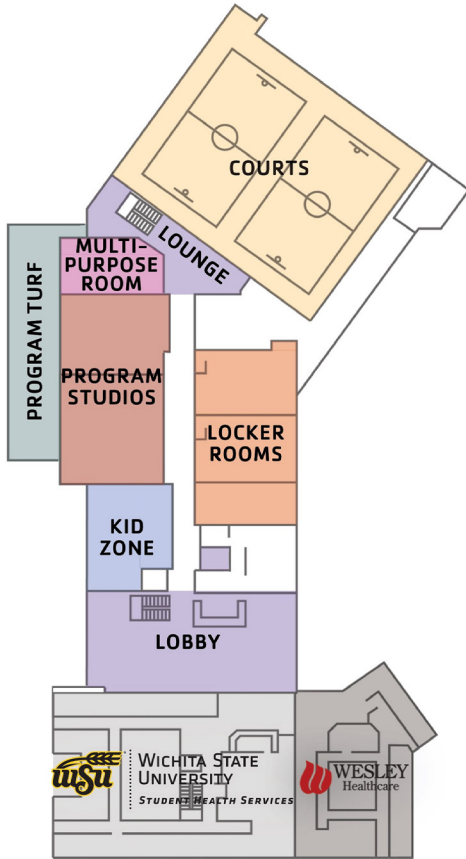 COURTS
LOUNGE
MULTI-
PURPOSE
ROOM
PROGRAM TURF
PROGRAM
STUDIOS
LOCKER
ROOMS
KID
ZONE
LOBBY
wsu
WICHITA STATE
UNIVERSITY
STUDENT HEALTH SERVICES
WESLEY
Healthcare